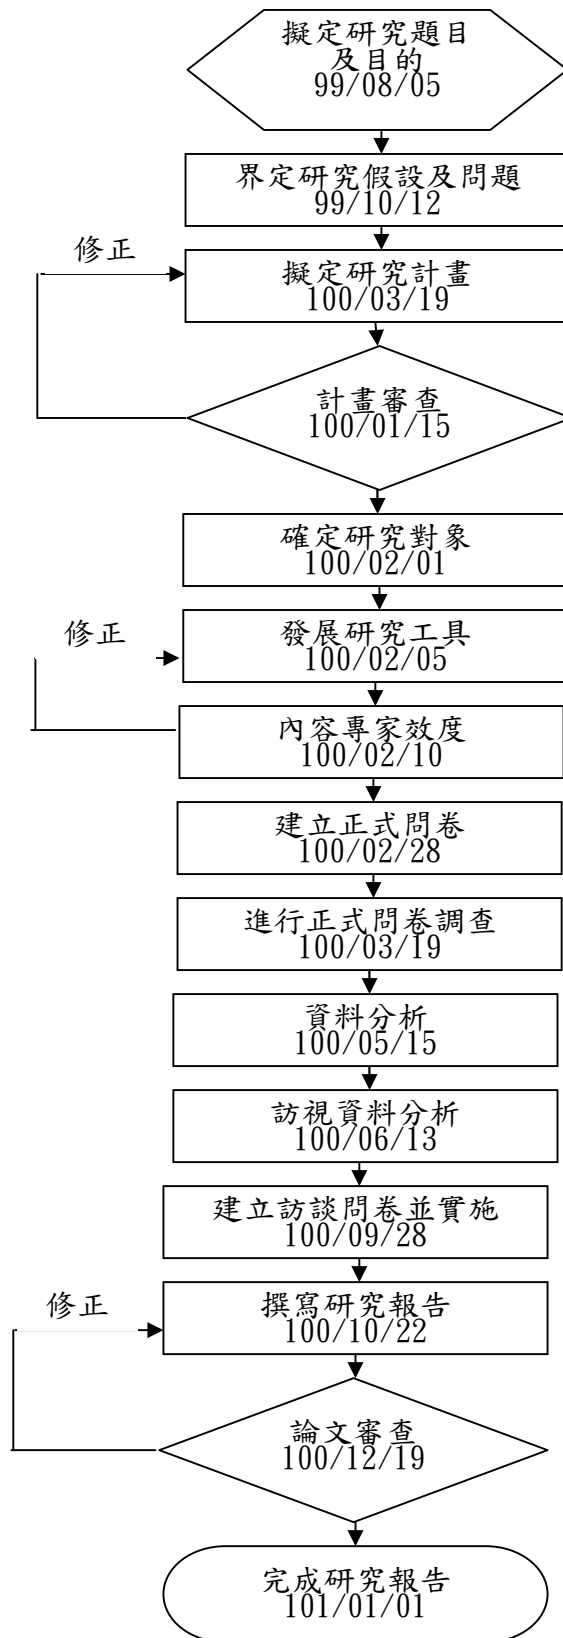 擬定研究題目
及目的
99/08/05
界定研究假設及問題
99/10/12
修正
擬定研究計畫
100/03/19
計畫審查
100/01/15
確定研究對象
100/02/01
修正
發展研究工具
100/02/05
內容專家效度
100/02/10
建立正式問卷
100/02/28
進行正式問卷調查
100/03/19
資料分析
100/05/15
訪視資料分析
100/06/13
建立訪談問卷並實施
100/09/28
修正
撰寫研究報告
100/10/22
論文審查
100/12/19
完成研究報告
101/01/01